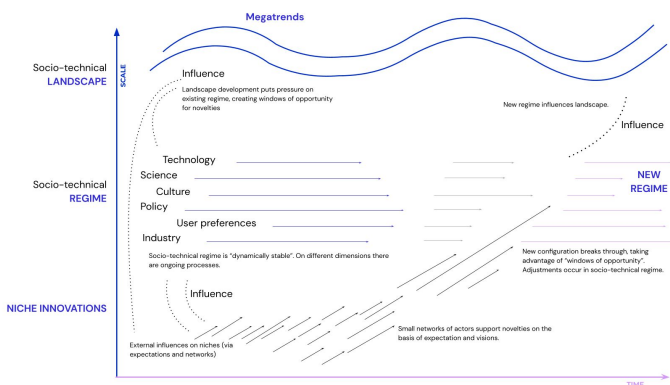 Megatrends
Socio-technical
LANDSCAPE
SCALE
Influence
Landscape development puts pressure on
existing regime, creating windows of opportunity
for novelties
New regime influences landscape.
Influence
Technology
Science
Culture
Policy
User preferences
Industry
Socio-technical
REGIME
NEW
REGIME
Socio-technical regime is "dynamically stable". On different dimensions there
are ongoing processes.
New configuration breaks through, taking
advantage of "windows of opportunity".
Adjustments occur in socio-technical regime.
Influence
NICHE INNOVATIONS
External influences on niches (via
expectations and networks)
Small networks of actors support novelties on the
basis of expectation and visions.
TIME